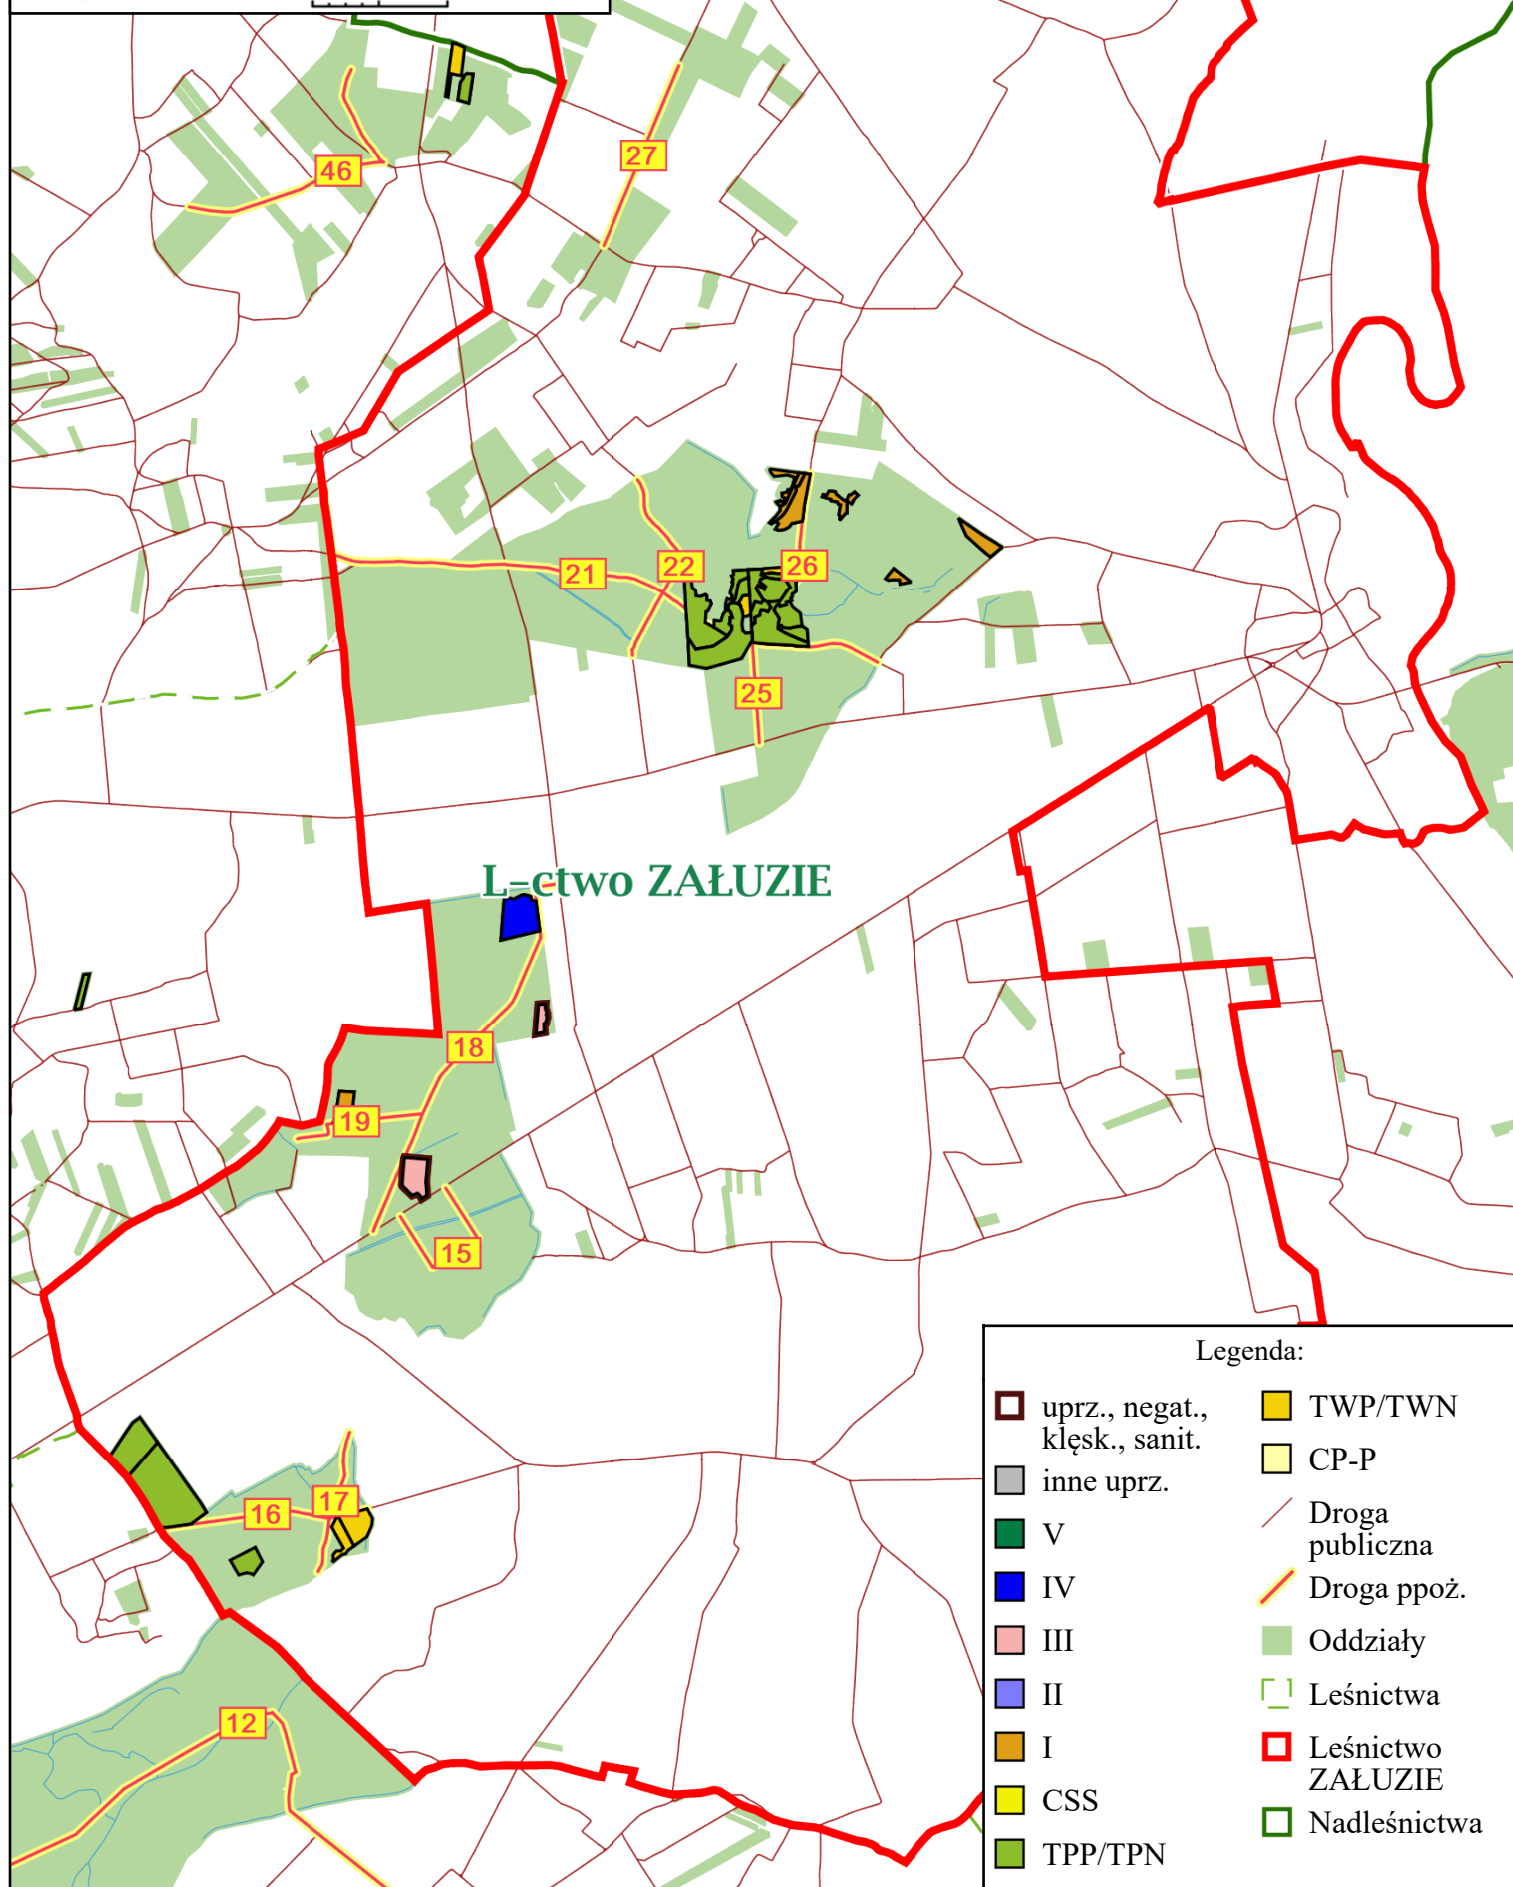 46
27
21
22
26
25
L-ctwo ZAŁUZIE
18
19
15
16
17
12
Legenda:
uprz., negat.,
klęsk., sanit.
inne uprz.
V
IV
III
II
I
CSS
TPP/TPN
TWP/TWN
CP-P
Droga
publiczna
Droga ppoż.
Oddziały
Leśnictwa
Leśnictwo
ZAŁUZIE
Nadleśnictwa